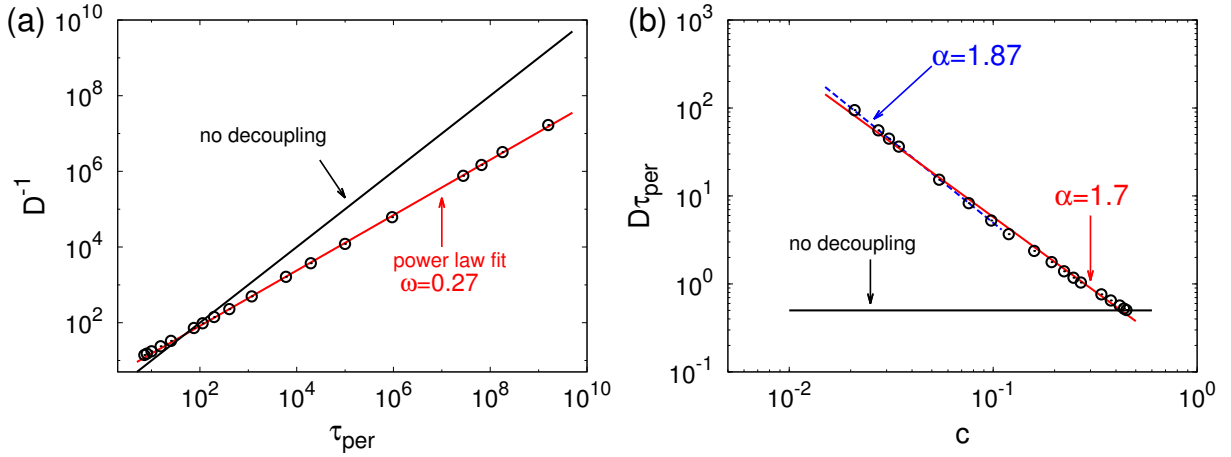 (a)
10^10
10^8
10^6
10^4
10^2
D^-1
no decoupling
power law fit
ω=0.27
10^2 10^4 10^6 10^8 10^10
τ_per
(b)
10^3
10^2
10^1
10^0
10^-1
Dτ_per
α=1.87
α=1.7
no decoupling
10^-2 10^-1 10^0
c